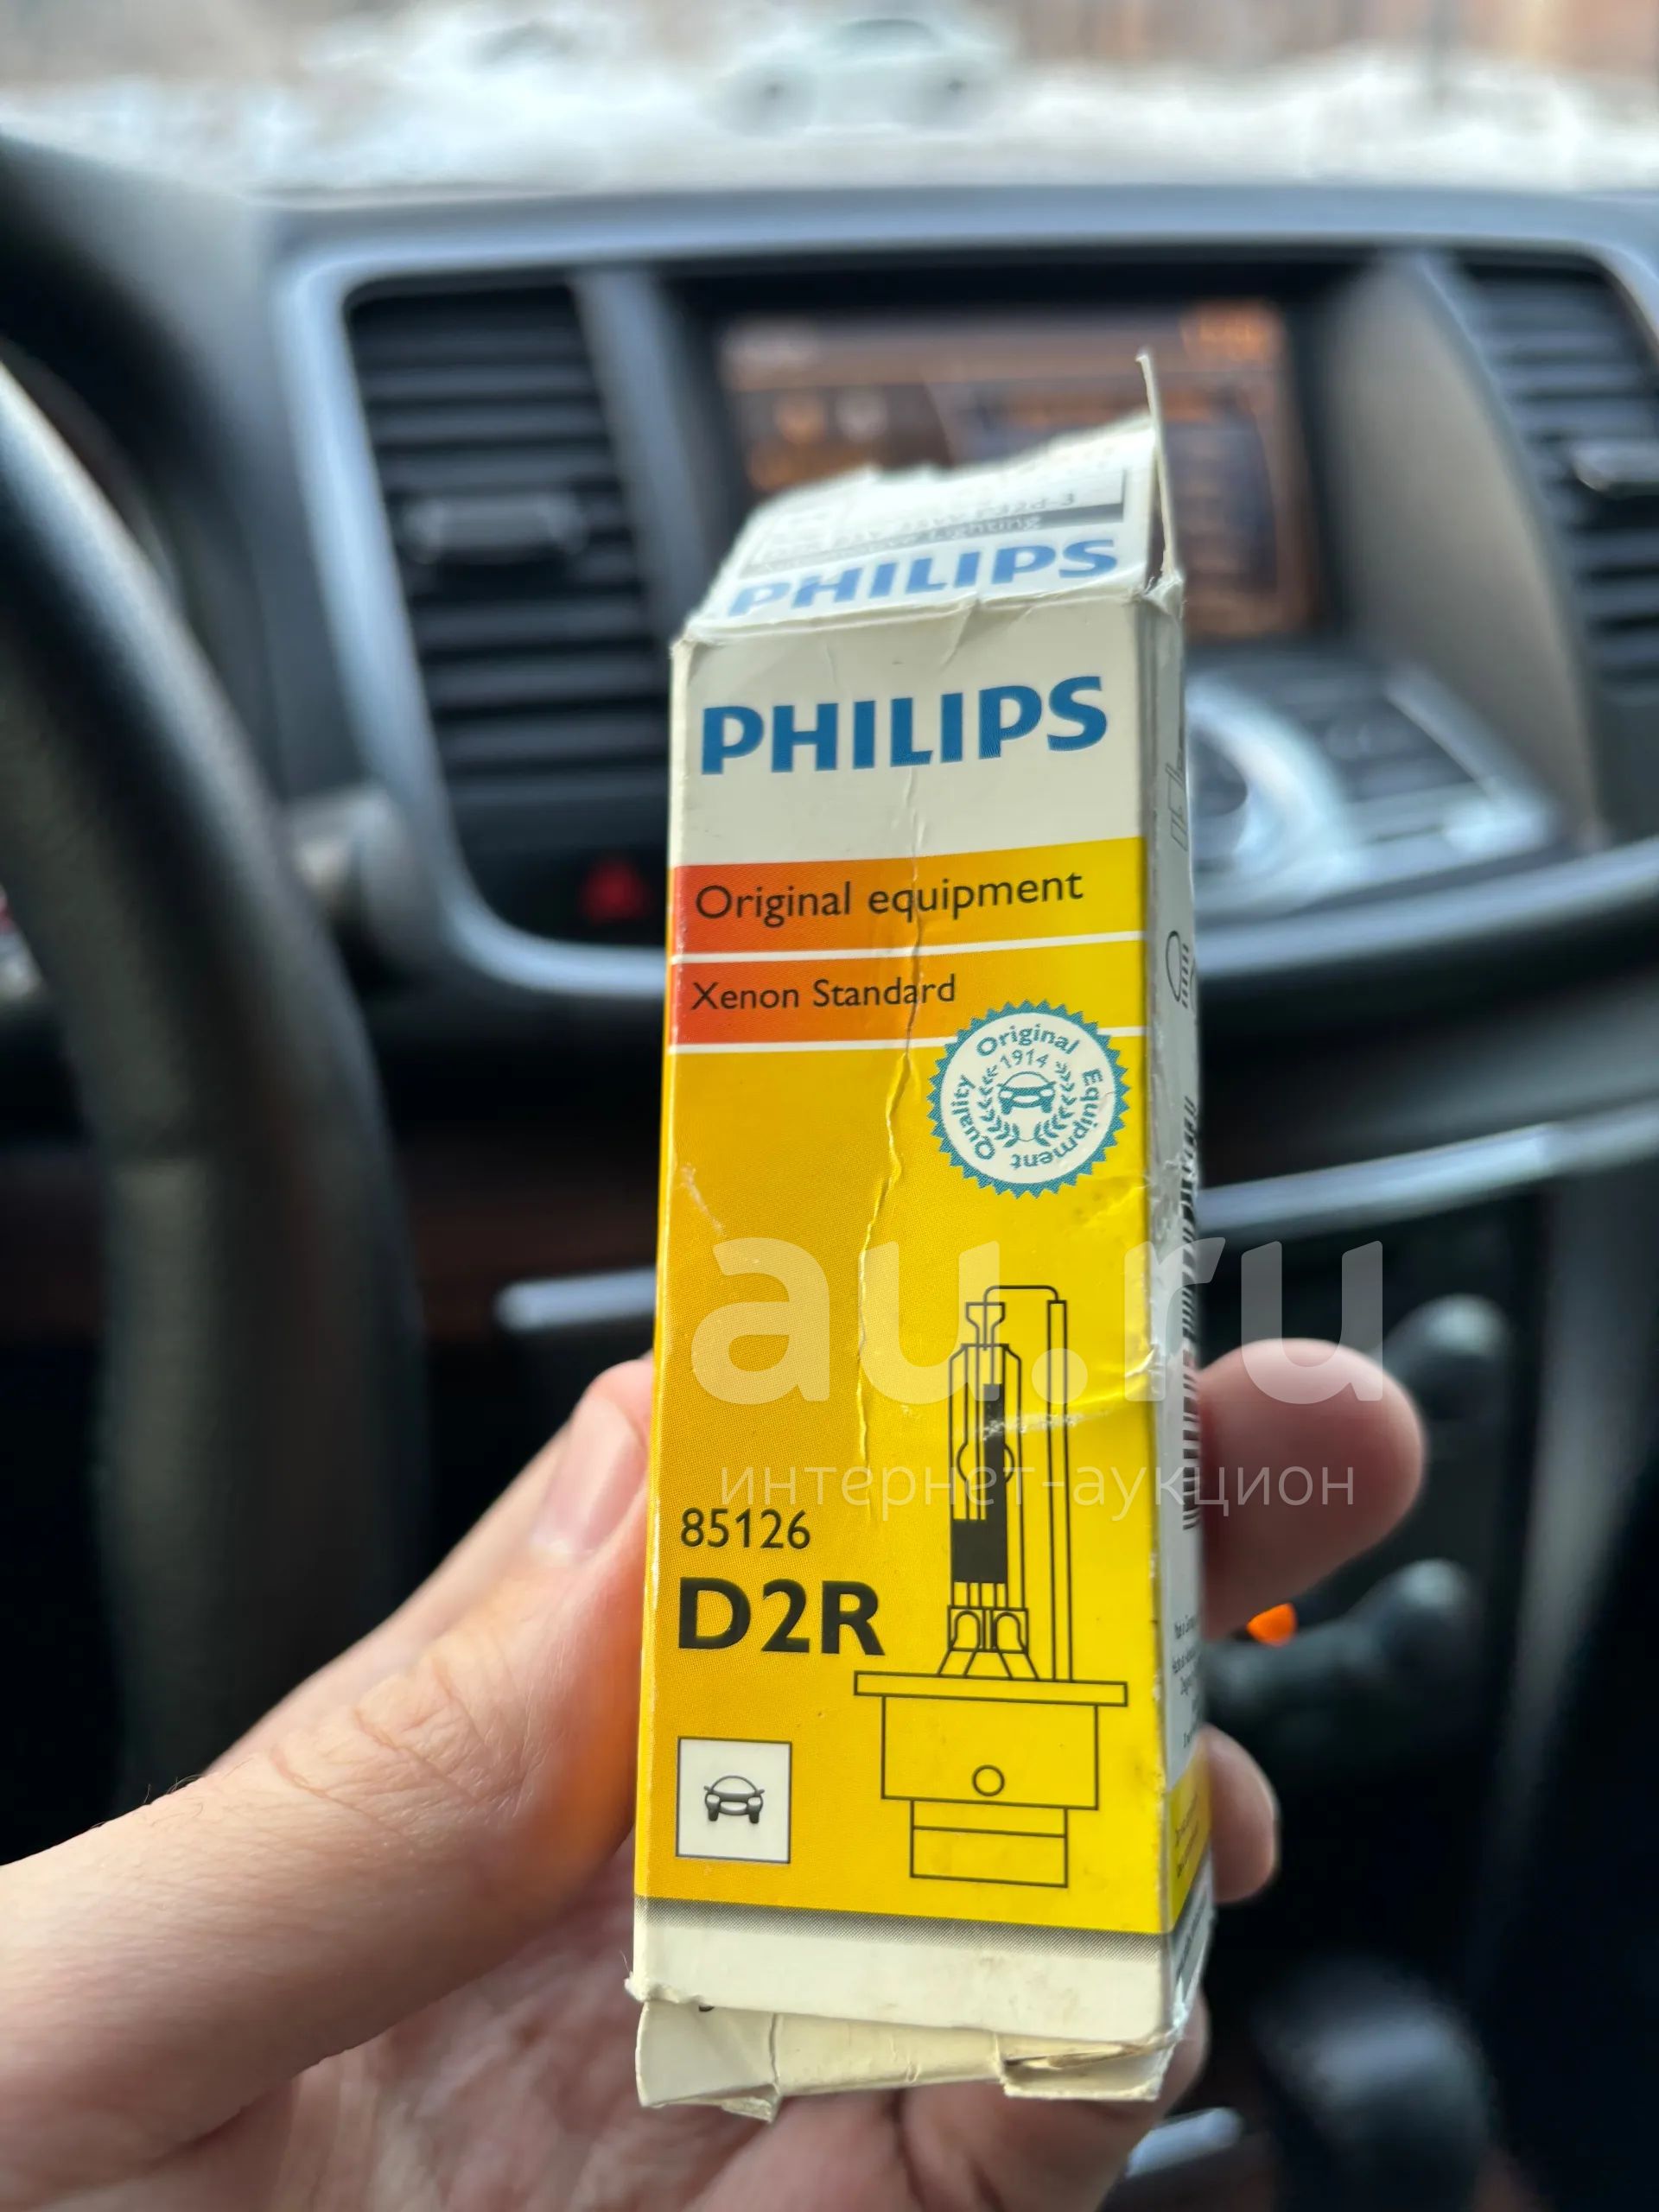 PHILIPS
PHILIPS
Original equipment
Xenon Standard
Original
1914
Quality
Equipment
au.ru
интернет-аукцион
85126
D2R